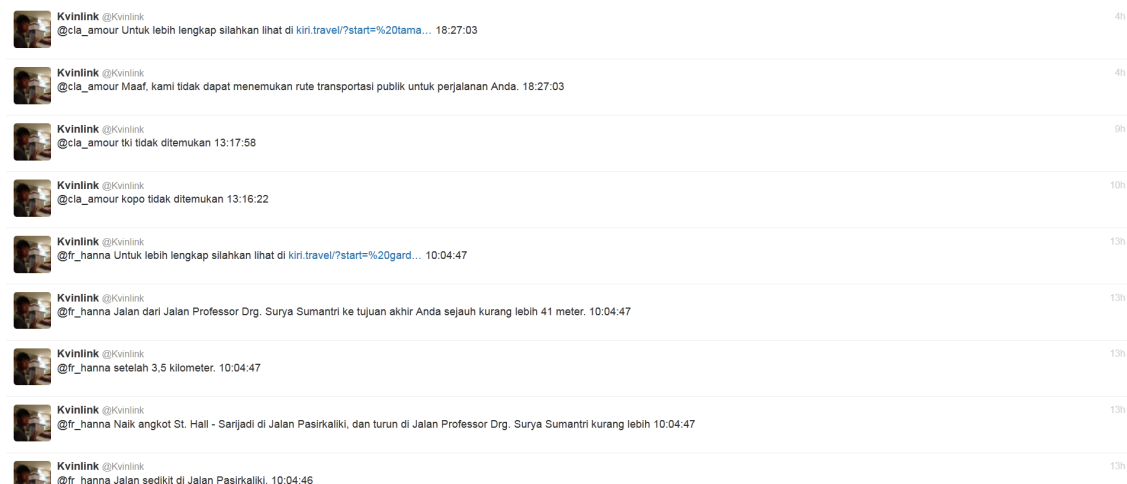 Kvinlink @Kvinlink 4h
@cla_amour Untuk lebih lengkap silahkan lihat di kiri.travel/?start=%20tama... 18:27:03
Kvinlink @Kvinlink 4h
@cla_amour Maaf, kami tidak dapat menemukan rute transportasi publik untuk perjalanan Anda. 18:27:03
Kvinlink @Kvinlink 9h
@cla_amour tki tidak ditemukan 13:17:58
Kvinlink @Kvinlink 10h
@cla_amour kopo tidak ditemukan 13:16:22
Kvinlink @Kvinlink 13h
@fr_hanna Untuk lebih lengkap silahkan lihat di kiri.travel/?start=%20gard... 10:04:47
Kvinlink @Kvinlink 13h
@fr_hanna Jalan dari Jalan Professor Drg. Surya Sumantri ke tujuan akhir Anda sejauh kurang lebih 41 meter. 10:04:47
Kvinlink @Kvinlink 13h
@fr_hanna setelah 3,5 kilometer. 10:04:47
Kvinlink @Kvinlink 13h
@fr_hanna Naik angkot St. Hall - Sarijadi di Jalan Pasirkaliki, dan turun di Jalan Professor Drg. Surya Sumantri kurang lebih 10:04:47
Kvinlink @Kvinlink 13h
@fr_hanna Jalan sedikit di Jalan Pasirkaliki. 10:04:46